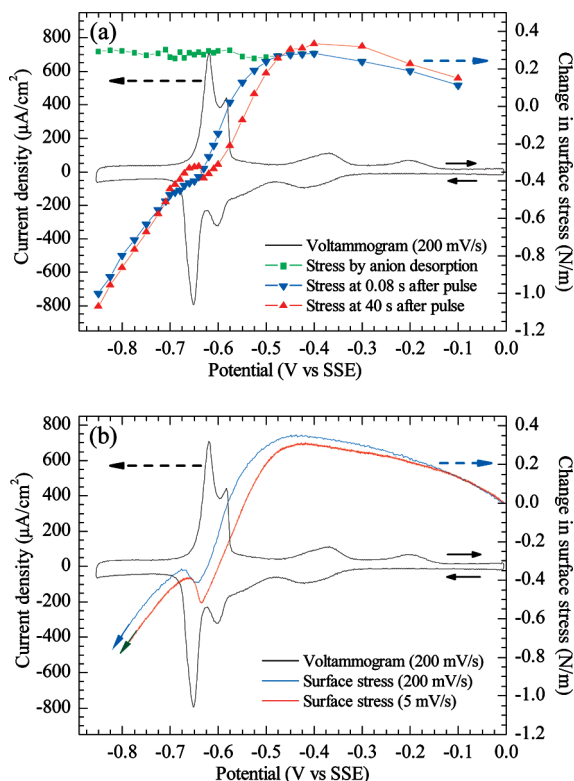 (a)
800
600
400
200
0
-200
-400
-600
-800
Current density (μA/cm²)
0.4
0.2
0.0
-0.2
-0.4
-0.6
-0.8
-1.0
-1.2
Change in surface
stress (N/m)
Voltammogram (200 mV/s)
Stress by anion desorption
Stress at 0.08 s after pulse
Stress at 40 s after pulse
-0.8 -0.7 -0.6 -0.5 -0.4 -0.3 -0.2 -0.1 0.0
Potential (V vs SSE)
(b)
800
600
400
200
0
-200
-400
-600
-800
Current density (μA/cm²)
0.4
0.2
0.0
-0.2
-0.4
-0.6
-0.8
-1.0
-1.2
Change in surface
stress (N/m)
Voltammogram (200 mV/s)
Surface stress (200 mV/s)
Surface stress (5 mV/s)
-0.8 -0.7 -0.6 -0.5 -0.4 -0.3 -0.2 -0.1 0.0
Potential (V vs SSE)